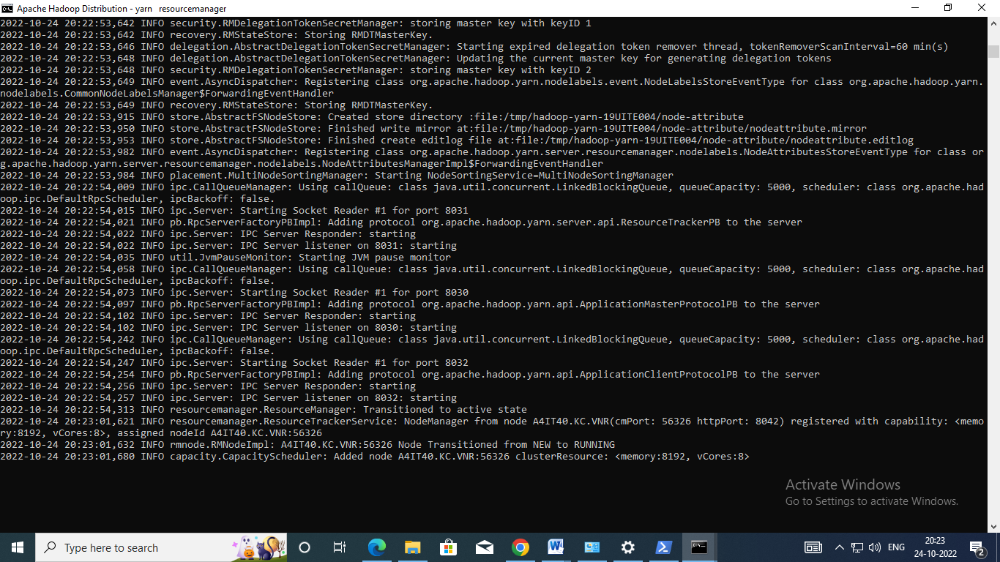 Apache Hadoop Distribution - yarn   resourcemanager
2022-10-24 20:22:53,642 INFO security.RMDelegationTokenSecretManager: storing master key with keyID 1
2022-10-24 20:22:53,642 INFO recovery.RMStateStore: Storing RMDTMasterKey.
2022-10-24 20:22:53,646 INFO delegation.AbstractDelegationTokenSecretManager: Starting expired delegation token remover thread, tokenRemoverScanInterval=60 min(s)
2022-10-24 20:22:53,648 INFO delegation.AbstractDelegationTokenSecretManager: Updating the current master key for generating delegation tokens
2022-10-24 20:22:53,648 INFO security.RMDelegationTokenSecretManager: storing master key with keyID 2
2022-10-24 20:22:53,649 INFO event.AsyncDispatcher: Registering class org.apache.hadoop.yarn.nodelabels.event.NodeLabelsStoreEventType for class org.apache.hadoop.yarn.
nodelabels.CommonNodeLabelsManager$ForwardingEventHandler
2022-10-24 20:22:53,649 INFO recovery.RMStateStore: Storing RMDTMasterKey.
2022-10-24 20:22:53,915 INFO store.AbstractFSNodeStore: Created store directory :file:/tmp/hadoop-yarn-19UITE004/node-attribute
2022-10-24 20:22:53,950 INFO store.AbstractFSNodeStore: Finished write mirror at:file:/tmp/hadoop-yarn-19UITE004/node-attribute/nodeattribute.mirror
2022-10-24 20:22:53,953 INFO store.AbstractFSNodeStore: Finished create editlog file at:file:/tmp/hadoop-yarn-19UITE004/node-attribute/nodeattribute.editlog
2022-10-24 20:22:53,982 INFO event.AsyncDispatcher: Registering class org.apache.hadoop.yarn.server.resourcemanager.nodelabels.NodeAttributesStoreEventType for class or
g.apache.hadoop.yarn.server.resourcemanager.nodelabels.NodeAttributesManagerImpl$ForwardingEventHandler
2022-10-24 20:22:53,984 INFO placement.MultiNodeSortingManager: Starting NodeSortingService=MultiNodeSortingManager
2022-10-24 20:22:54,009 INFO ipc.CallQueueManager: Using callQueue: class java.util.concurrent.LinkedBlockingQueue, queueCapacity: 5000, scheduler: class org.apache.had
oop.ipc.DefaultRpcScheduler, ipcBackoff: false.
2022-10-24 20:22:54,015 INFO ipc.Server: Starting Socket Reader #1 for port 8031
2022-10-24 20:22:54,021 INFO pb.RpcServerFactoryPBImpl: Adding protocol org.apache.hadoop.yarn.server.api.ResourceTrackerPB to the server
2022-10-24 20:22:54,022 INFO ipc.Server: IPC Server Responder: starting
2022-10-24 20:22:54,022 INFO ipc.Server: IPC Server listener on 8031: starting
2022-10-24 20:22:54,035 INFO util.JvmPauseMonitor: Starting JVM pause monitor
2022-10-24 20:22:54,058 INFO ipc.CallQueueManager: Using callQueue: class java.util.concurrent.LinkedBlockingQueue, queueCapacity: 5000, scheduler: class org.apache.had
oop.ipc.DefaultRpcScheduler, ipcBackoff: false.
2022-10-24 20:22:54,073 INFO ipc.Server: Starting Socket Reader #1 for port 8030
2022-10-24 20:22:54,097 INFO pb.RpcServerFactoryPBImpl: Adding protocol org.apache.hadoop.yarn.api.ApplicationMasterProtocolPB to the server
2022-10-24 20:22:54,102 INFO ipc.Server: IPC Server Responder: starting
2022-10-24 20:22:54,102 INFO ipc.Server: IPC Server listener on 8030: starting
2022-10-24 20:22:54,242 INFO ipc.CallQueueManager: Using callQueue: class java.util.concurrent.LinkedBlockingQueue, queueCapacity: 5000, scheduler: class org.apache.had
oop.ipc.DefaultRpcScheduler, ipcBackoff: false.
2022-10-24 20:22:54,247 INFO ipc.Server: Starting Socket Reader #1 for port 8032
2022-10-24 20:22:54,254 INFO pb.RpcServerFactoryPBImpl: Adding protocol org.apache.hadoop.yarn.api.ApplicationClientProtocolPB to the server
2022-10-24 20:22:54,256 INFO ipc.Server: IPC Server Responder: starting
2022-10-24 20:22:54,257 INFO ipc.Server: IPC Server listener on 8032: starting
2022-10-24 20:22:54,313 INFO resourcemanager.ResourceManager: Transitioned to active state
2022-10-24 20:23:01,621 INFO resourcemanager.ResourceTrackerService: NodeManager from node A4IT40.KC.VNR(cmPort: 56326 httpPort: 8042) registered with capability: <memo
ry:8192, vCores:8>, assigned nodeId A4IT40.KC.VNR:56326
2022-10-24 20:23:01,632 INFO rmnode.RMNodeImpl: A4IT40.KC.VNR:56326 Node Transitioned from NEW to RUNNING
2022-10-24 20:23:01,680 INFO capacity.CapacityScheduler: Added node A4IT40.KC.VNR:56326 clusterResource: <memory:8192, vCores:8>
Activate Windows
Go to Settings to activate Windows.
Type here to search
ENG
20:23
24-10-2022
2